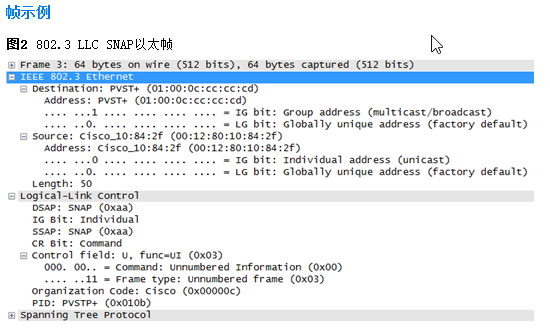 帧示例
图2 802.3 LLC SNAP以太帧
Frame 3: 64 bytes on wire (512 bits), 64 bytes captured (512 bits)
IEEE 802.3 Ethernet
Destination: PVST+ (01:00:0c:cc:cc:cd)
Address: PVST+ (01:00:0c:cc:cc:cd)
.... ...1 .... .... .... .... = IG bit: Group address (multicast/broadcast)
.... ..0. .... .... .... .... = LG bit: Globally unique address (factory default)
Source: Cisco_10:84:2f (00:12:80:10:84:2f)
Address: Cisco_10:84:2f (00:12:80:10:84:2f)
.... ...0 .... .... .... .... = IG bit: Individual address (unicast)
.... ..0. .... .... .... .... = LG bit: Globally unique address (factory default)
Length: 50
Logical-Link Control
DSAP: SNAP (0xaa)
IG Bit: Individual
SSAP: SNAP (0xaa)
CR Bit: Command
Control field: U, func=UI (0x03)
000. 00.. = Command: Unnumbered Information (0x00)
.... ..11 = Frame type: Unnumbered frame (0x03)
Organization Code: Cisco (0x00000c)
PID: PVSTP+ (0x010b)
Spanning Tree Protocol